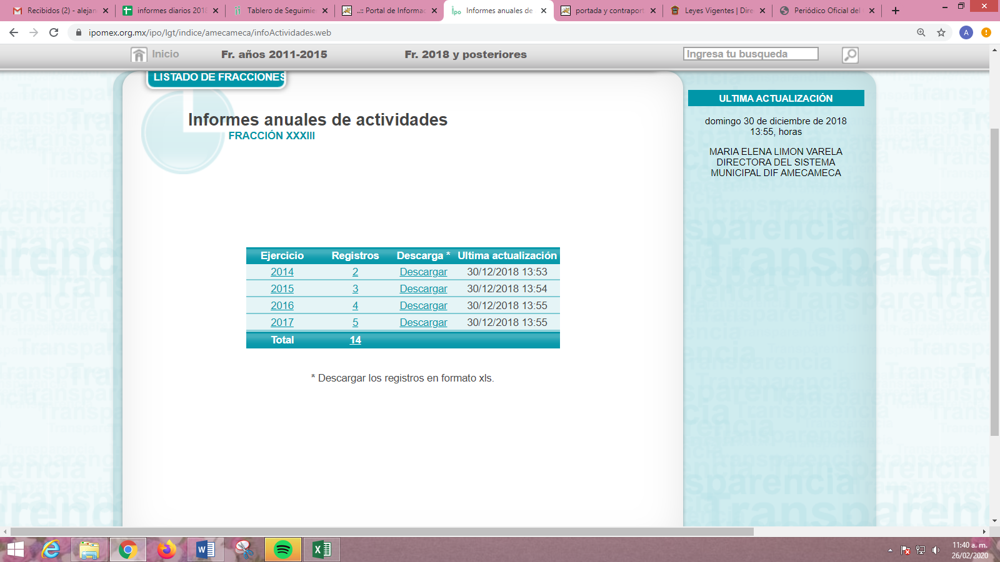 Recibidos (2) - alejan
informes diarios 2018
Tablero de Seguimie
..:: Portal de Informac
Informes anuales de
portada y contraport
Leyes Vigentes | Dire
Periódico Oficial del
ipomex.org.mx/ipo/lgt/indice/amecameca/infoActividades.web
A
Inicio
Fr. años 2011-2015
Fr. 2018 y posteriores
Ingresa tu busqueda
LISTADO DE FRACCIONES
Informes anuales de actividades
FRACCIÓN XXXIII
ULTIMA ACTUALIZACIÓN
domingo 30 de diciembre de 2018
13:55, horas
MARIA ELENA LIMON VARELA
DIRECTORA DEL SISTEMA
MUNICIPAL DIF AMECAMECA
Ejercicio Registros Descarga * Ultima actualización
2014 2 Descargar 30/12/2018 13:53
2015 3 Descargar 30/12/2018 13:54
2016 4 Descargar 30/12/2018 13:55
2017 5 Descargar 30/12/2018 13:55
Total 14
* Descargar los registros en formato xls.
11:40 a. m.
26/02/2020